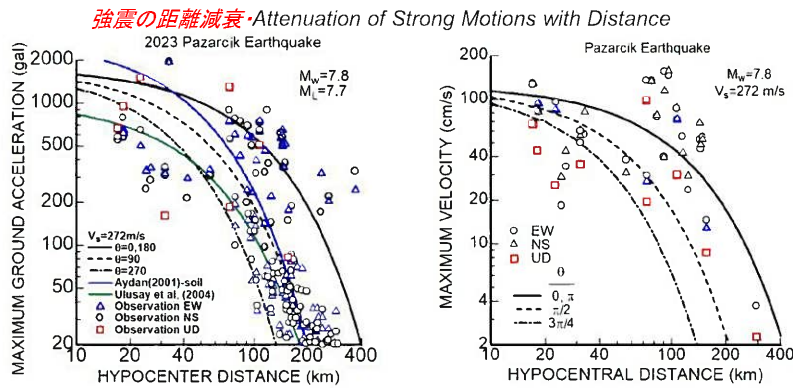 強震の距離減衰・Attenuation of Strong Motions with Distance
2023 Pazarcik Earthquake
MAXIMUM GROUND ACCELERATION (gal)
2000
1000
500
200
100
50
20
Mw=7.8
ML=7.7
Vs=272m/s
θ=0,180
θ=90
θ=270
Aydan(2001)-soil
Ulusay et al. (2004)
Observation EW
Observation NS
Observation UD
10 20 40 100 200 400
HYPOCENTER DISTANCE (km)
Pazarcik Earthquake
MAXIMUM VELOCITY (cm/s)
200
100
40
20
10
4
2
Mw=7.8
Vs=272 m/s
EW
NS
UD
θ
0, π
π/2
3π/4
10 20 40 100 200 400
HYPOCENTRAL DISTANCE (km)